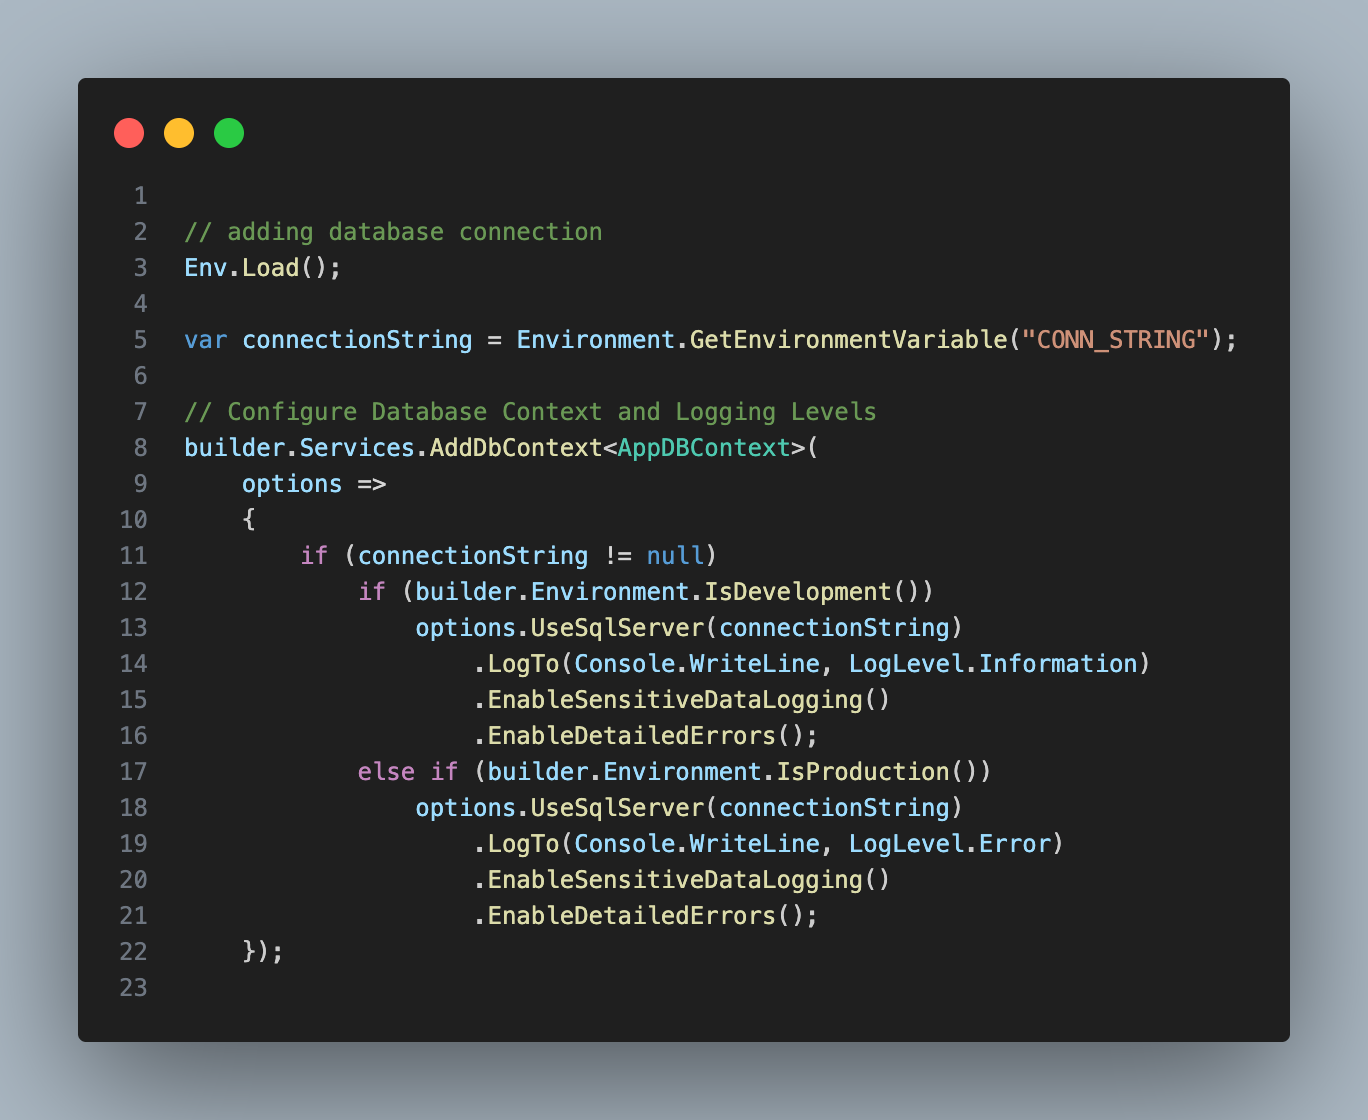 1
2 // adding database connection
3 Env.Load();
4
5 var connectionString = Environment.GetEnvironmentVariable("CONN_STRING");
6
7 // Configure Database Context and Logging Levels
8 builder.Services.AddDbContext<AppDBContext>(
9     options =>
10     {
11         if (connectionString != null)
12             if (builder.Environment.IsDevelopment())
13                 options.UseSqlServer(connectionString)
14                     .LogTo(Console.WriteLine, LogLevel.Information)
15                     .EnableSensitiveDataLogging()
16                     .EnableDetailedErrors();
17             else if (builder.Environment.IsProduction())
18                 options.UseSqlServer(connectionString)
19                     .LogTo(Console.WriteLine, LogLevel.Error)
20                     .EnableSensitiveDataLogging()
21                     .EnableDetailedErrors();
22     });
23